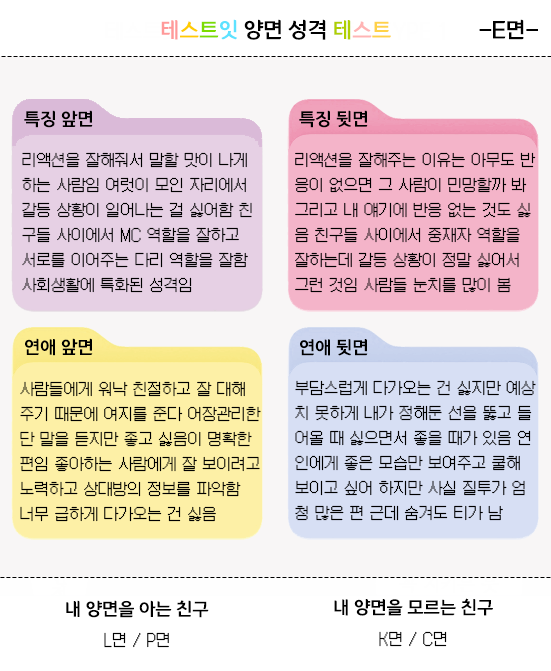 테스트잇 양면 성격 테스트
-E면-
특징 앞면
리액션을 잘해줘서 말할 맛이 나게
하는 사람임 여럿이 모인 자리에서
갈등 상황이 일어나는 걸 싫어함 친
구들 사이에서 MC 역할을 잘하고
서로를 이어주는 다리 역할을 잘함
사회생활에 특화된 성격임
특징 뒷면
리액션을 잘해주는 이유는 아무도 반
응이 없으면 그 사람이 민망할까 봐
그리고 내 얘기에 반응 없는 것도 싫
음 친구들 사이에서 중재자 역할을
잘하는데 갈등 상황이 정말 싫어서
그런 것임 사람들 눈치를 많이 봄
연애 앞면
사람들에게 워낙 친절하고 잘 대해
주기 때문에 여지를 준다 어장관리한
단 말을 듣지만 좋고 싫음이 명확한
편임 좋아하는 사람에게 잘 보이려고
노력하고 상대방의 정보를 파악함
너무 급하게 다가오는 건 싫음
연애 뒷면
부담스럽게 다가오는 건 싫지만 예상
치 못하게 내가 정해둔 선을 뚫고 들
어올 때 싫으면서 좋을 때가 있음 연
인에게 좋은 모습만 보여주고 쿨해
보이고 싶어 하지만 사실 질투가 엄
청 많은 편 근데 숨겨도 티가 남
내 양면을 아는 친구
L면 / P면
내 양면을 모르는 친구
K면 / C면